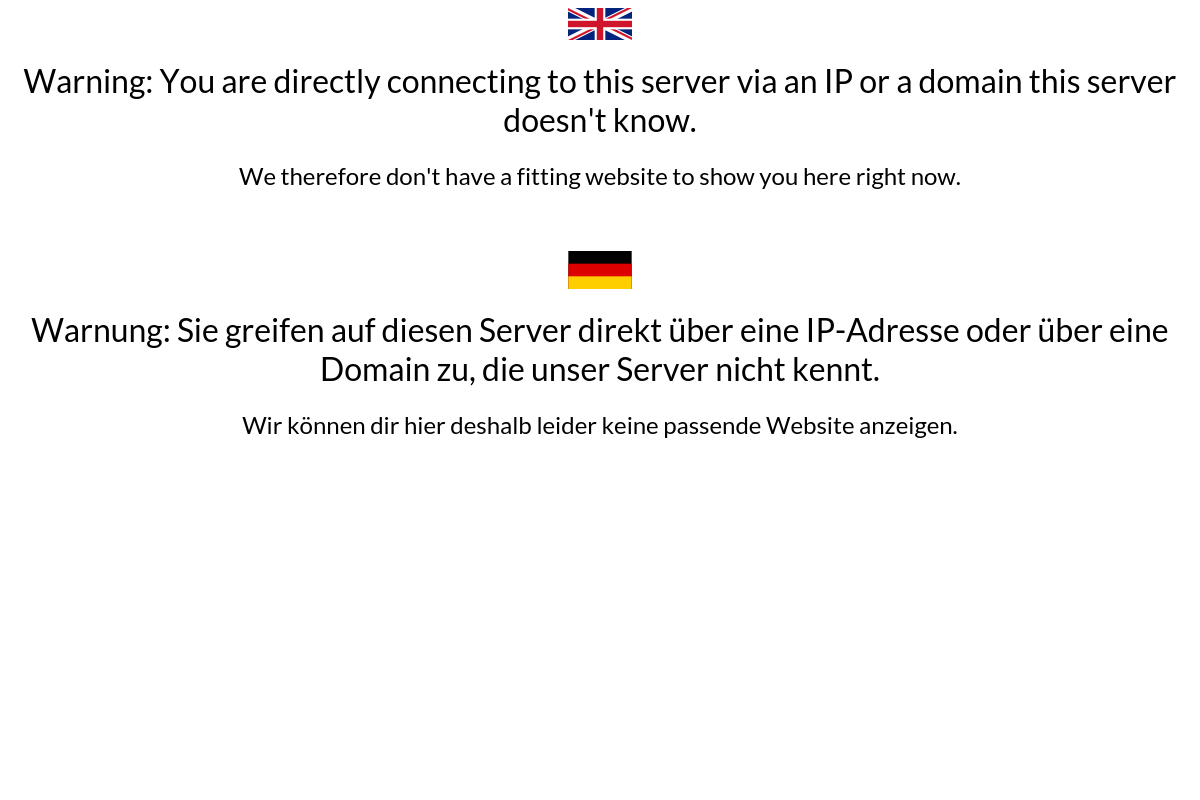 Warning: You are directly connecting to this server via an IP or a domain this server
doesn't know.
We therefore don't have a fitting website to show you here right now.
Warnung: Sie greifen auf diesen Server direkt über eine IP-Adresse oder über eine
Domain zu, die unser Server nicht kennt.
Wir können dir hier deshalb leider keine passende Website anzeigen.